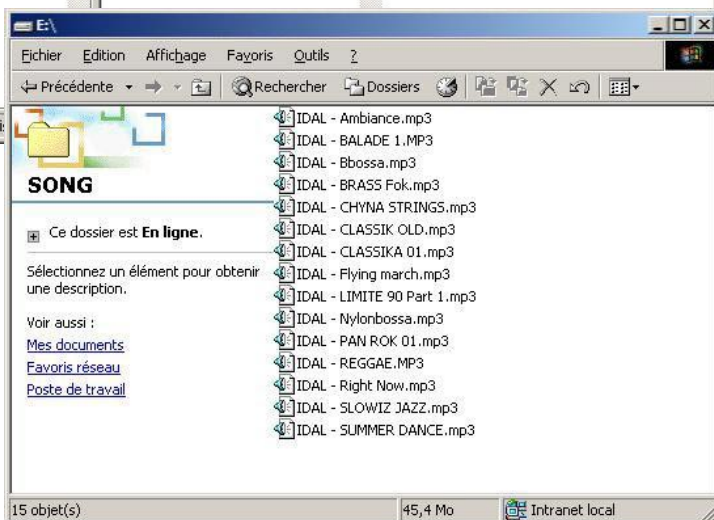 E:\
Fichier Edition Affichage Favoris Outils ?
Précédente Rechercher Dossiers
SONG
Ce dossier est En ligne.
Sélectionnez un élément pour obtenir
une description.
Voir aussi :
Mes documents
Favoris réseau
Poste de travail
IDAL - Ambiance.mp3
IDAL - BALADE 1.MP3
IDAL - Bbossa.mp3
IDAL - BRASS Fok.mp3
IDAL - CHYNA STRINGS.mp3
IDAL - CLASSIK OLD.mp3
IDAL - CLASSIKA 01.mp3
IDAL - Flying march.mp3
IDAL - LIMITE 90 Part 1.mp3
IDAL - Nylonbossa.mp3
IDAL - PAN ROK 01.mp3
IDAL - REGGAE.MP3
IDAL - Right Now.mp3
IDAL - SLOWIZ JAZZ.mp3
IDAL - SUMMER DANCE.mp3
15 objet(s) 45,4 Mo Intranet local